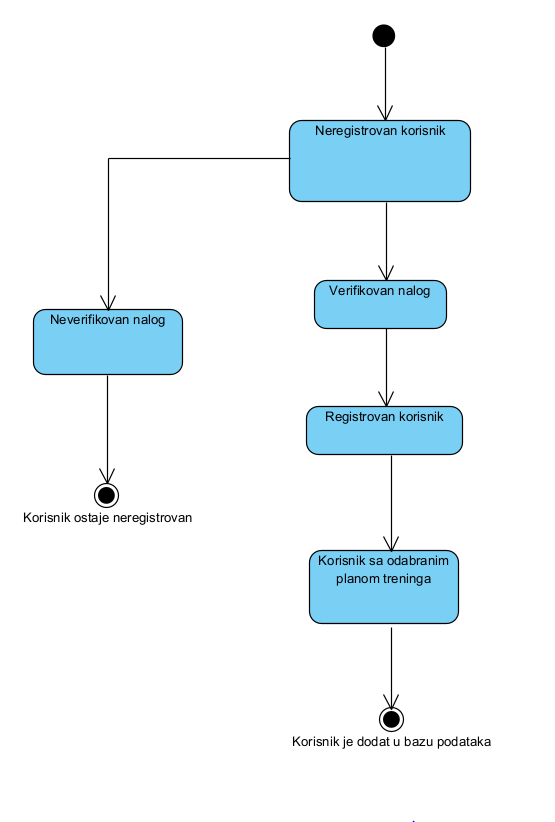 Neregistrovan korisnik
Verifikovan nalog
Neverifikovan nalog
Registrovan korisnik
Korisnik ostaje neregistrovan
Korisnik sa odabranim
planom treninga
Korisnik je dodat u bazu podataka